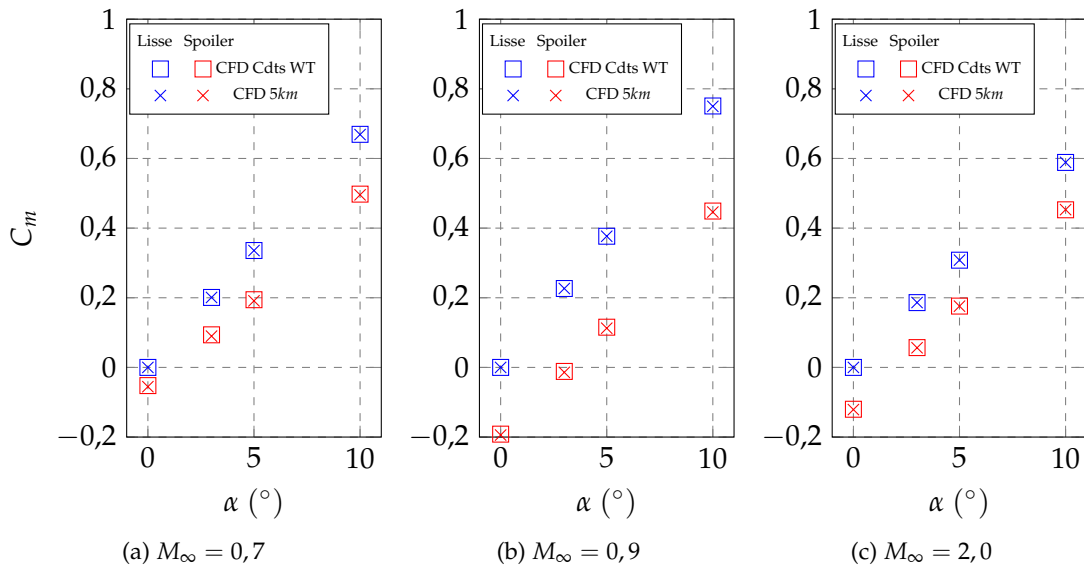 1
0,8
0,6
0,4
0,2
0
−0,2
C_m
0 5 10
α (°)
Lisse Spoiler
CFD Cdts WT
CFD 5km
(a) M∞ = 0,7
1
0,8
0,6
0,4
0,2
0
−0,2
0 5 10
α (°)
Lisse Spoiler
CFD Cdts WT
CFD 5km
(b) M∞ = 0,9
1
0,8
0,6
0,4
0,2
0
−0,2
0 5 10
α (°)
Lisse Spoiler
CFD Cdts WT
CFD 5km
(c) M∞ = 2,0